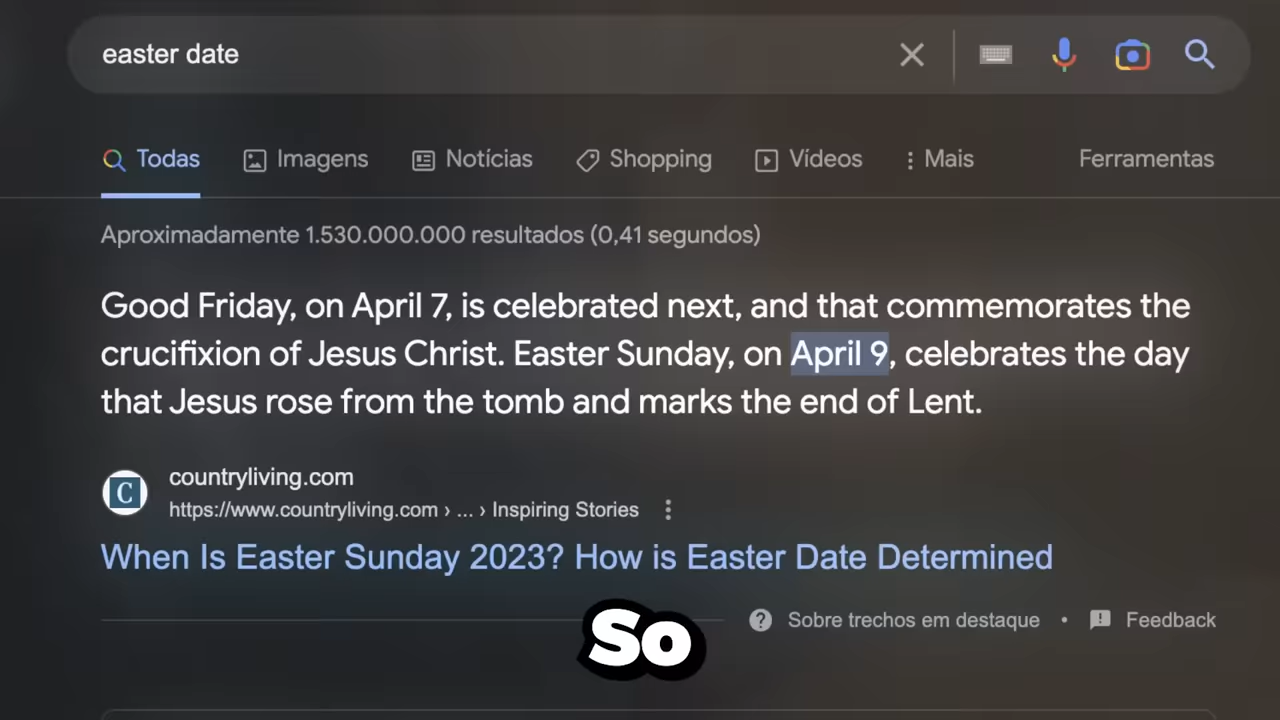 easter date
Todas Imagens Notícias Shopping Vídeos Mais Ferramentas
Aproximadamente 1.530.000.000 resultados (0,41 segundos)
Good Friday, on April 7, is celebrated next, and that commemorates the
crucifixion of Jesus Christ. Easter Sunday, on April 9, celebrates the day
that Jesus rose from the tomb and marks the end of Lent.
C
countryliving.com
https://www.countryliving.com › ... › Inspiring Stories
When Is Easter Sunday 2023? How is Easter Date Determined
Sobre trechos em destaque • Feedback
So